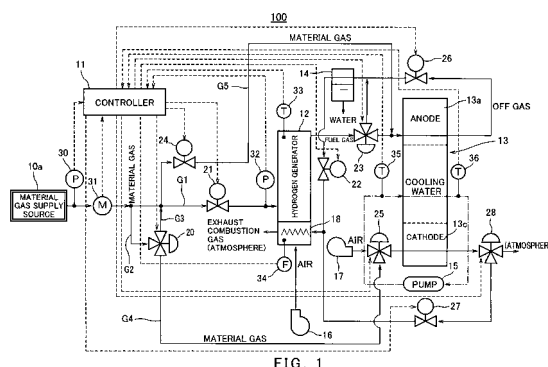 100
MATERIAL GAS
14
26
11
CONTROLLER
G5
33
T
12
WATER
FUEL GAS
OFF GAS
13a
ANODE
13
10a
30
P
24
21
32
P
23
22
35
T
36
T
MATERIAL GAS SUPPLY SOURCE
31
M
MATERIAL GAS
G1
G3
G2
20
HYDROGEN GENERATOR
COOLING WATER
EXHAUST COMBUSTION GAS (ATMOSPHERE)
18
25
28
CATHODE
13c
AIR
17
(ATMOSPHERE)
34
F
AIR
PUMP
15
G4
16
27
MATERIAL GAS
FIG. 1